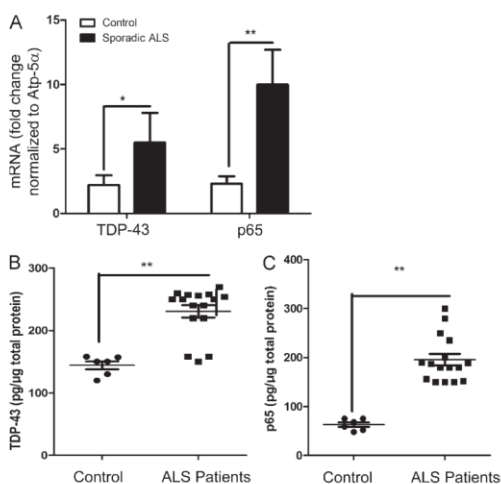 A
Control
Sporadic ALS
**
*
mRNA (fold change
normalized to Atp-5α)
15
10
5
0
TDP-43
p65
B
**
TDP-43 (pg/µg total protein)
300
200
100
0
Control
ALS Patients
C
**
p65 (pg/µg total protein)
400
300
200
100
0
Control
ALS Patients